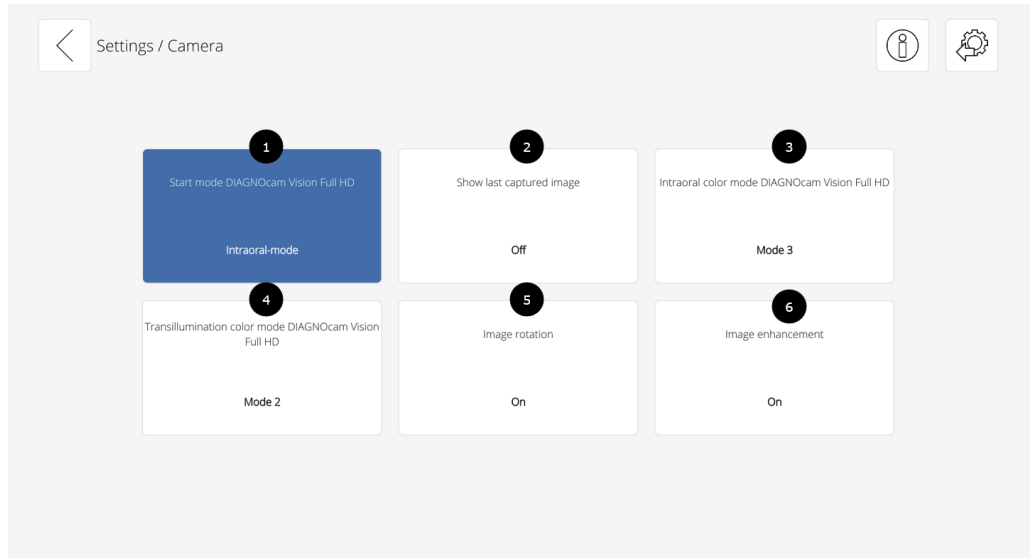 Settings / Camera
1
2
3
Start mode DIAGNOcam Vision Full HD
Show last captured image
Intraoral color mode DIAGNOcam Vision Full HD
Intraoral-mode
Off
Mode 3
4
5
6
Transillumination color mode DIAGNOcam Vision
Full HD
Image rotation
Image enhancement
Mode 2
On
On